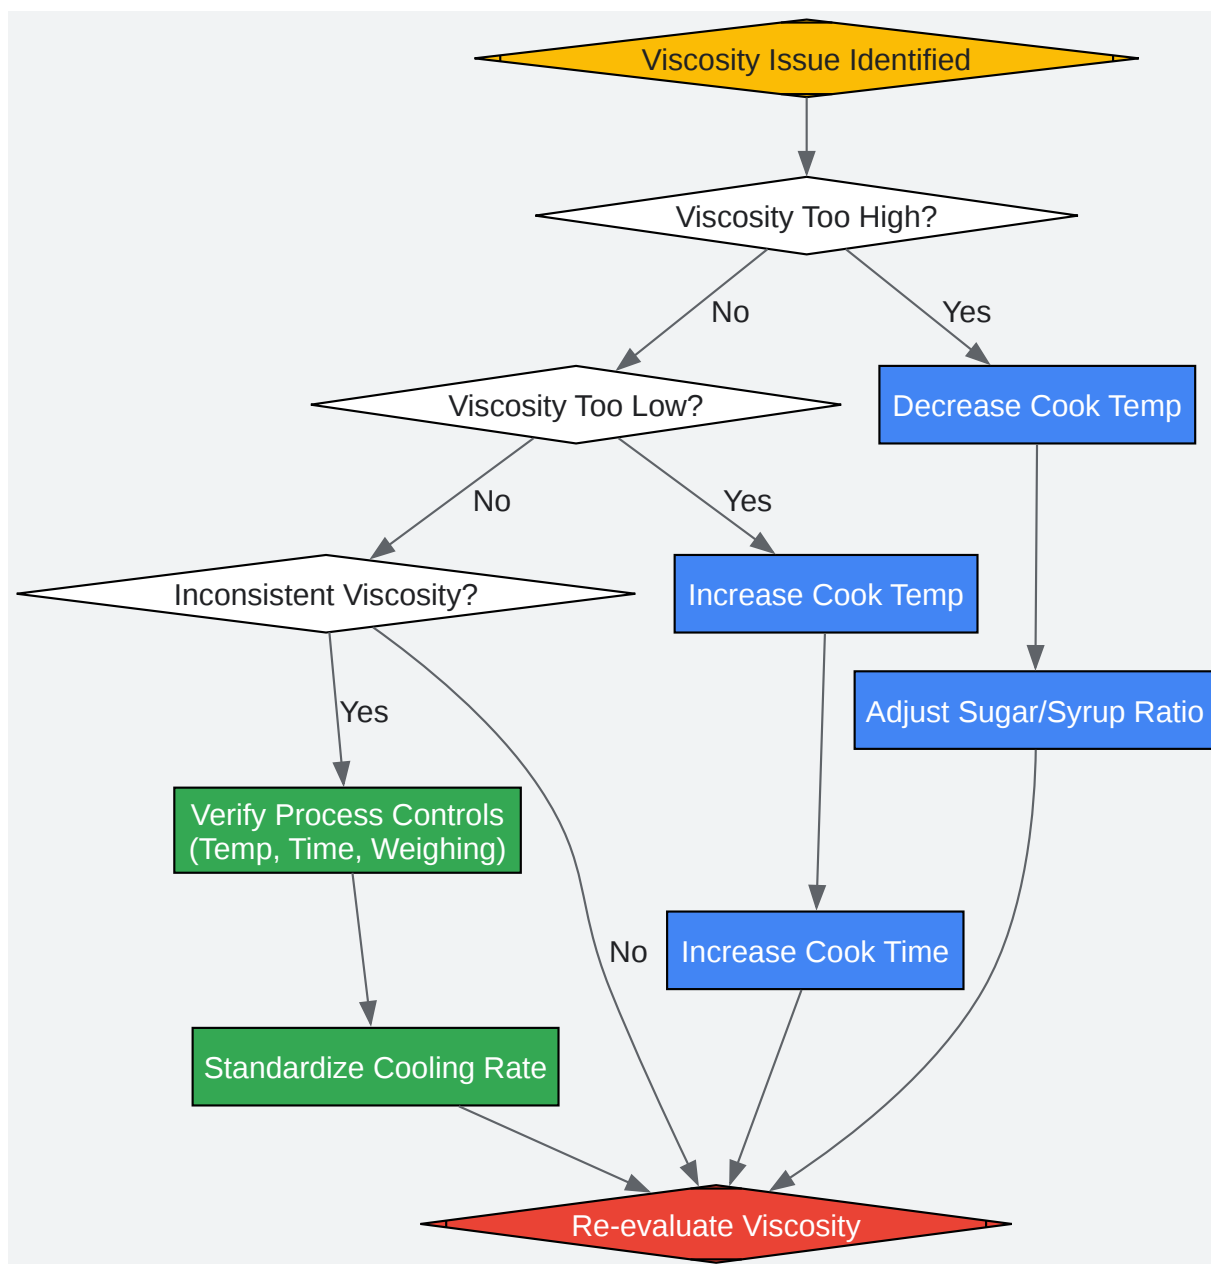 Viscosity Issue Identified
Viscosity Too High?
No
Yes
Viscosity Too Low?
Decrease Cook Temp
No
Yes
Inconsistent Viscosity?
Increase Cook Temp
Yes
Adjust Sugar/Syrup Ratio
Verify Process Controls
(Temp, Time, Weighing)
No
Increase Cook Time
Standardize Cooling Rate
Re-evaluate Viscosity